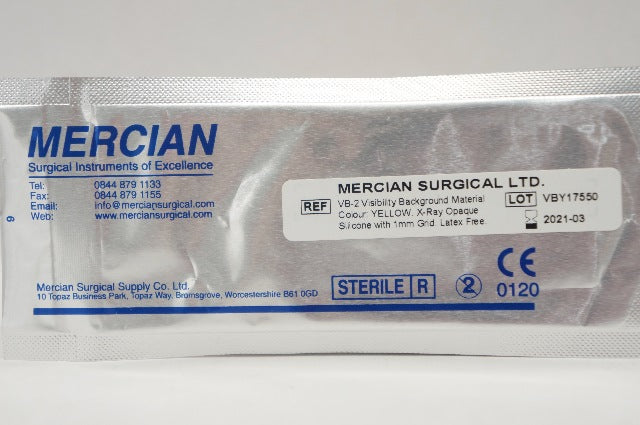 MERCIAN
Surgical Instruments of Excellence
Tel: 0844 879 1133
Fax: 0844 879 1155
Email: info@merciansurgical.com
Web: www.merciansurgical.com
Mercian Surgical Supply Co. Ltd.
10 Topaz Business Park, Topaz Way, Bromsgrove, Worcestershire B61 0GD
MERCIAN SURGICAL LTD.
REF VB-2 Visibility Background Material
Colour: YELLOW. X-Ray Opaque
Silicone with 1mm Grid. Latex Free.
LOT VBY17550
2021-03
STERILE R
2
CE
0120